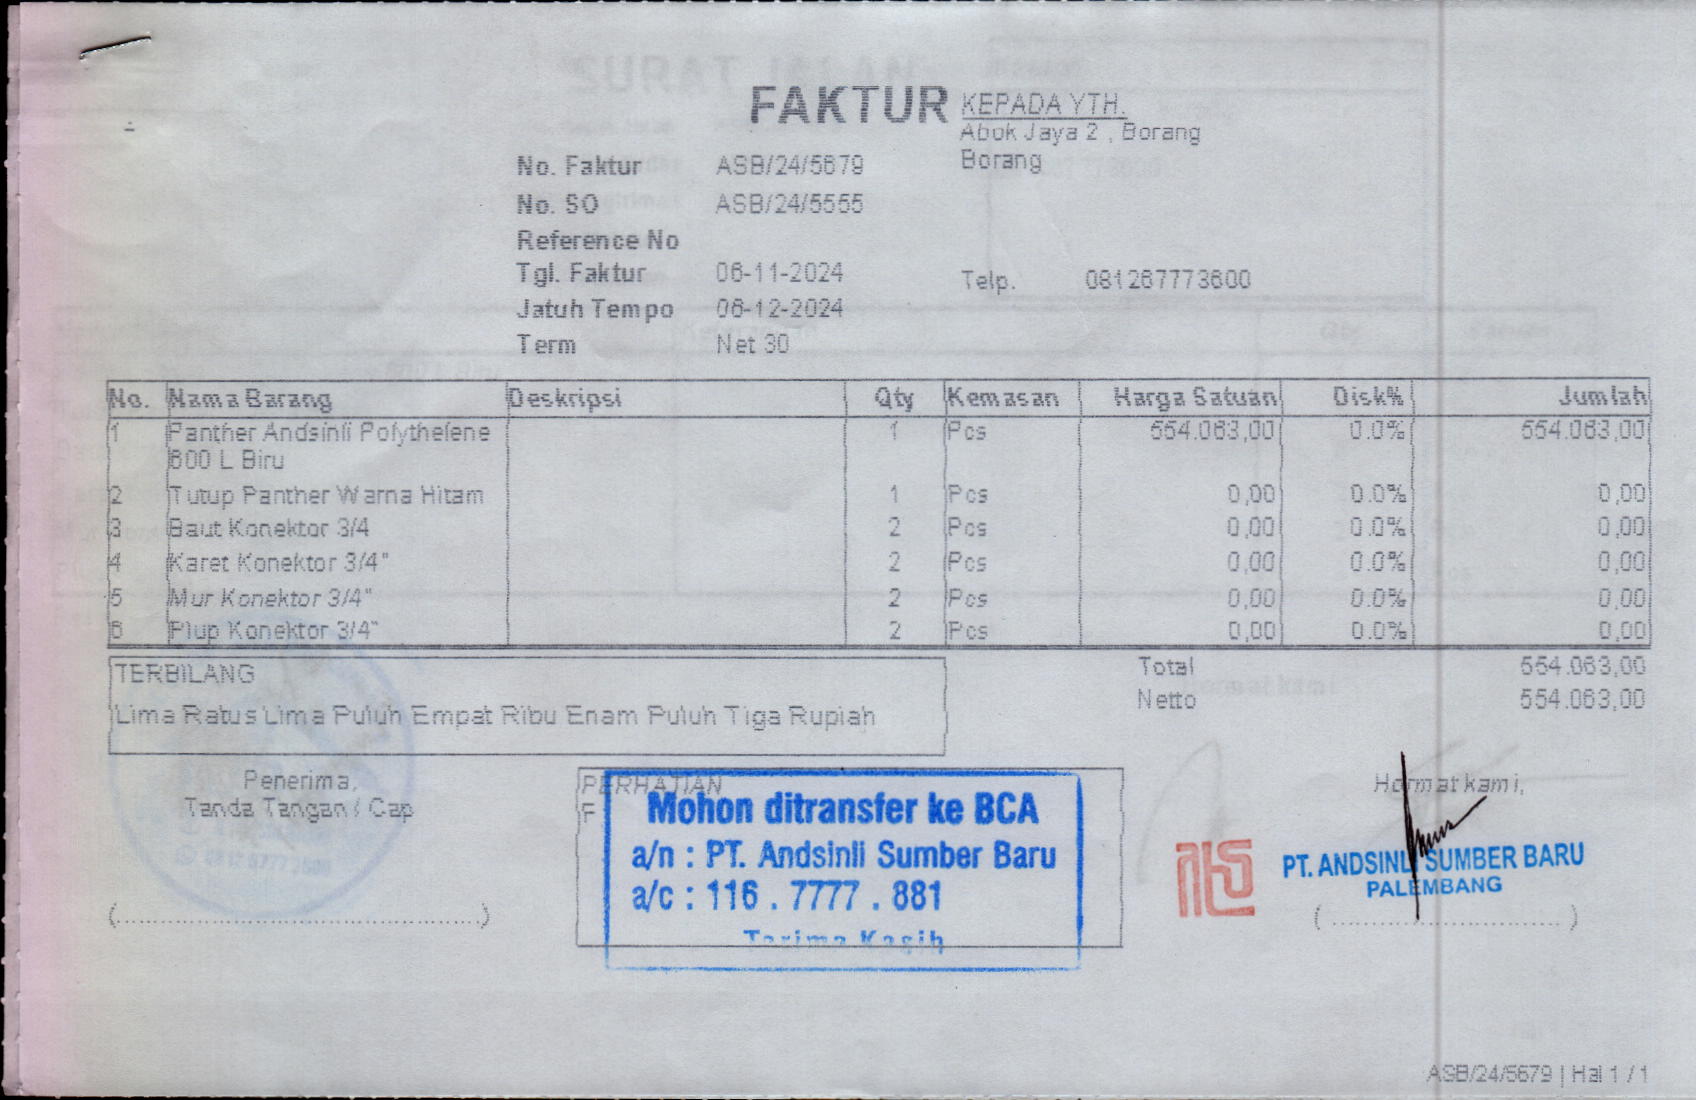 FAKTUR
KEPADA YTH.
Abok Jaya 2 , Borang
Borang
No. Faktur ASB/24/5679
No. SO ASB/24/5555
Reference No
Tgl. Faktur 06-11-2024
Telp. 081267773600
Jatuh Tempo 06-12-2024
Term Net 30
No. Nama Barang Deskripsi Qty Kemasan Harga Satuan Disk% Jumlah
1 Panther Andsinli Polythelene 1 Pcs 554.063,00 0.0% 554.063,00
600 L Biru
2 Tutup Panther Warna Hitam 1 Pcs 0,00 0.0% 0,00
3 Baut Konektor 3/4 2 Pcs 0,00 0.0% 0,00
4 Karet Konektor 3/4" 2 Pcs 0,00 0.0% 0,00
5 Mur Konektor 3/4" 2 Pcs 0,00 0.0% 0,00
6 Plup Konektor 3/4" 2 Pcs 0,00 0.0% 0,00
TERBILANG
Lima Ratus Lima Puluh Empat Ribu Enam Puluh Tiga Rupiah
Total 554.063,00
Netto 554.063,00
Penerima,
Tanda Tangan / Cap
(....................................................)
PERHATIAN
Mohon ditransfer ke BCA
a/n : PT. Andsinli Sumber Baru
a/c : 116 . 7777 . 881
Terima Kasih
Hormat kami,
PT. ANDSINLI SUMBER BARU
PALEMBANG
(.................................)
ASB/24/5679 | Hal 1 / 1